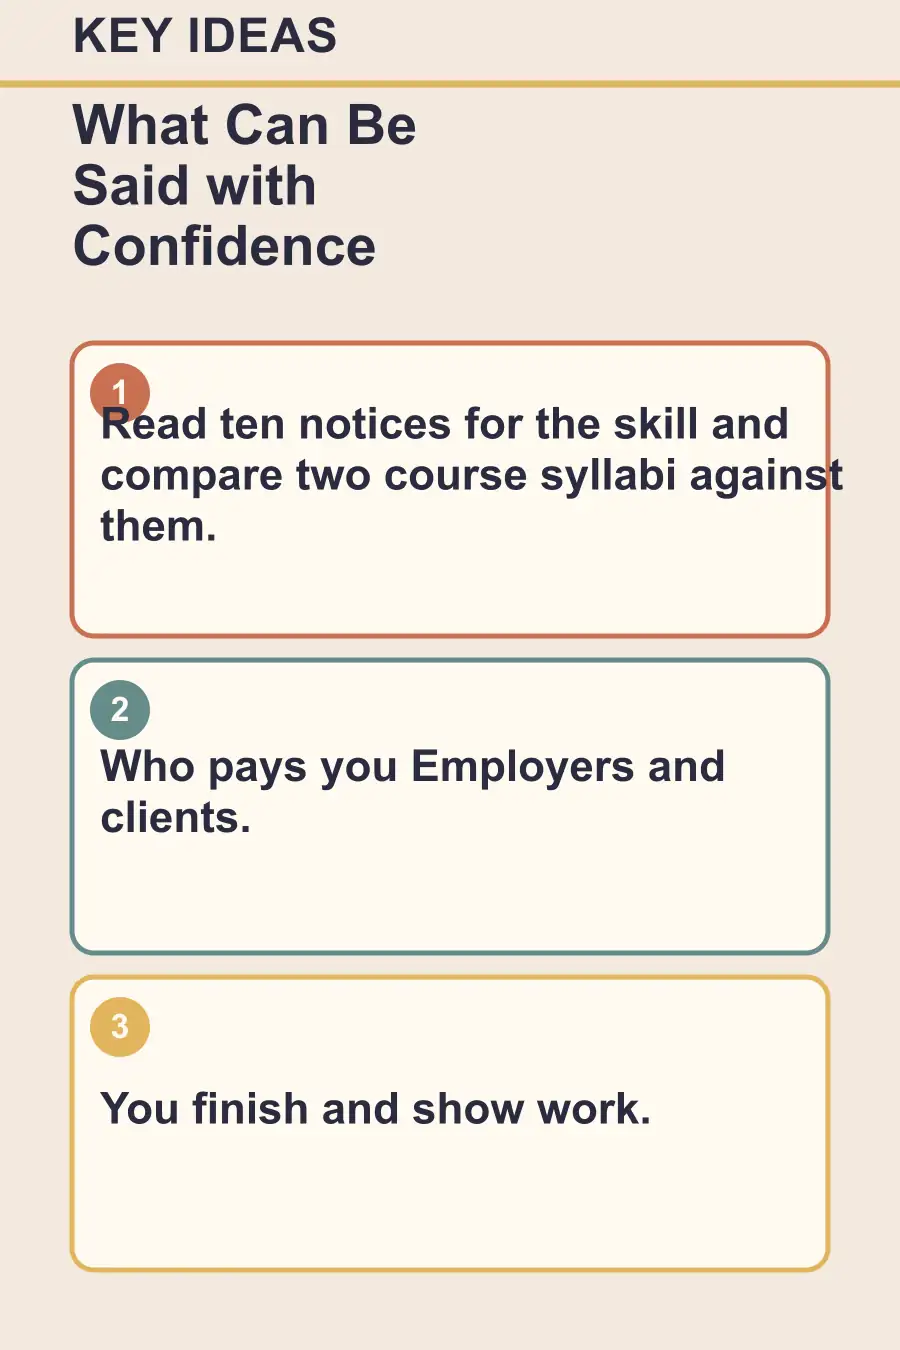 KEY IDEAS
What Can Be
Said with
Confidence
1
Read ten notices for the skill and
compare two course syllabi against
them.
2
Who pays you Employers and
clients.
3
You finish and show work.